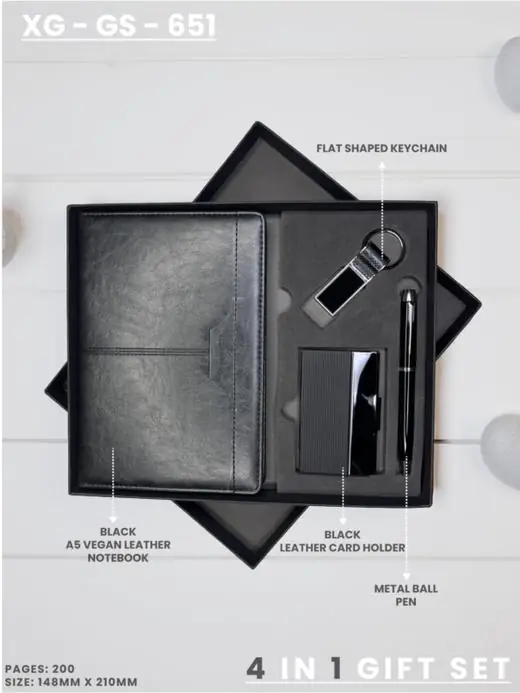 XG - GS - 651
FLAT SHAPED KEYCHAIN
BLACK
A5 VEGAN LEATHER
NOTEBOOK
BLACK
LEATHER CARD HOLDER
METAL BALL
PEN
PAGES: 200
SIZE: 148MM X 210MM
4 IN 1 GIFT SET